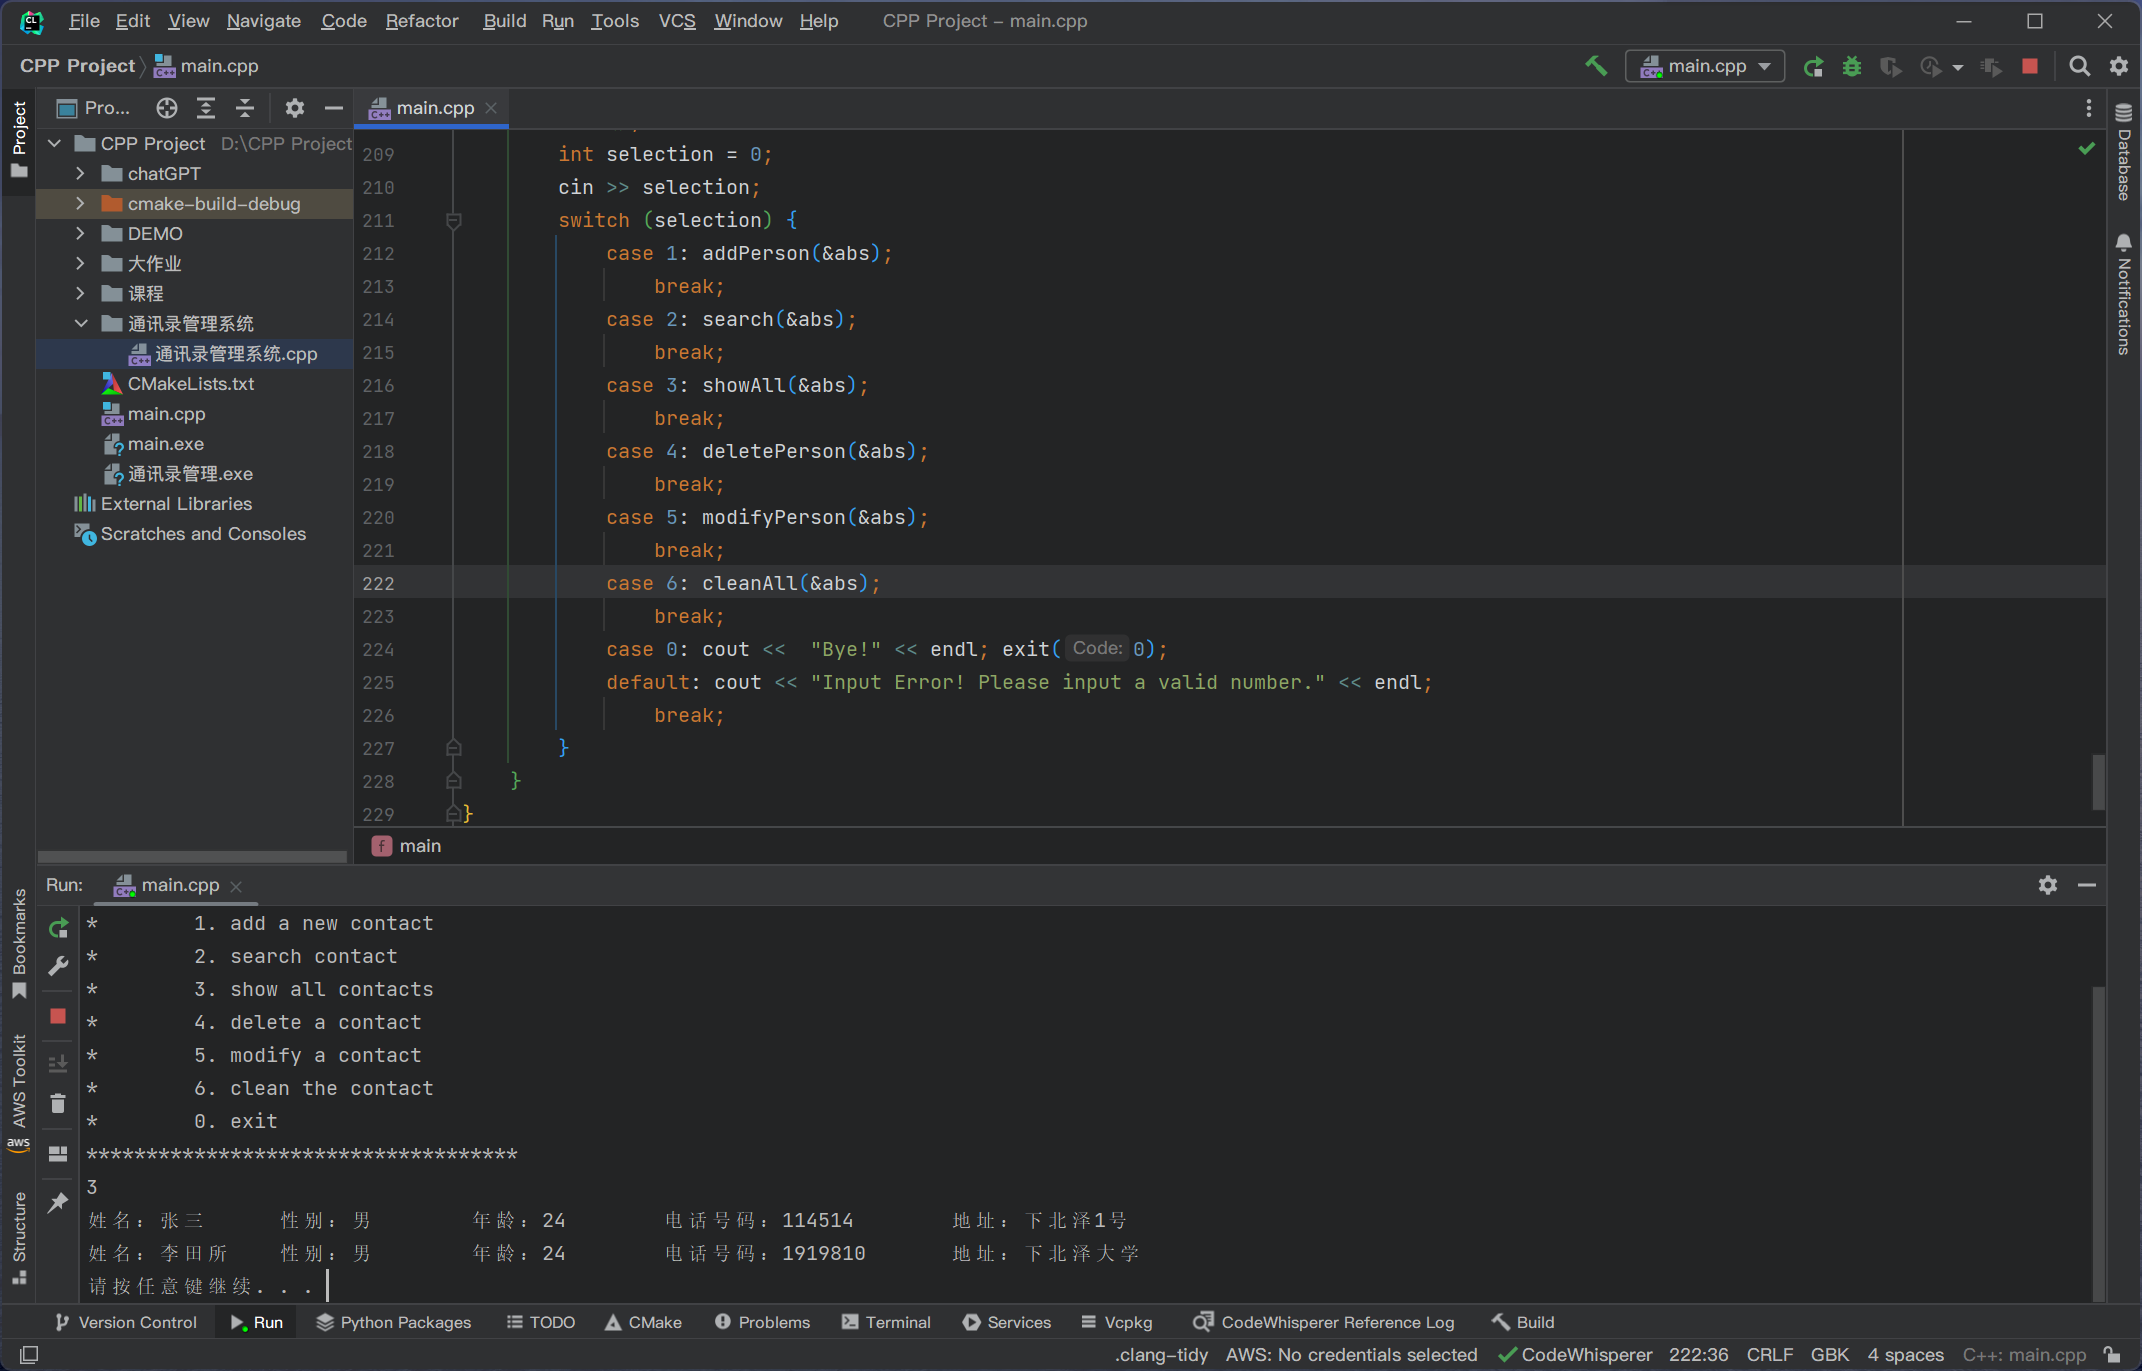 File Edit View Navigate Code Refactor Build Run Tools VCS Window Help CPP Project - main.cpp
CPP Project main.cpp main.cpp
Project
Pro... main.cpp
CPP Project D:\CPP Project
chatGPT
cmake-build-debug
DEMO
大作业
课程
通讯录管理系统
通讯录管理系统.cpp
CMakeLists.txt
main.cpp
main.exe
通讯录管理.exe
External Libraries
Scratches and Consoles
209 int selection = 0;
210 cin >> selection;
211 switch (selection) {
212 case 1: addPerson(&abs);
213 break;
214 case 2: search(&abs);
215 break;
216 case 3: showAll(&abs);
217 break;
218 case 4: deletePerson(&abs);
219 break;
220 case 5: modifyPerson(&abs);
221 break;
222 case 6: cleanAll(&abs);
223 break;
224 case 0: cout << "Bye!" << endl; exit( Code: 0);
225 default: cout << "Input Error! Please input a valid number." << endl;
226 break;
227 }
228 }
229 }
f main
Database
Notifications
Run: main.cpp
Bookmarks
AWS Toolkit
aws
Structure
* 1. add a new contact
* 2. search contact
* 3. show all contacts
* 4. delete a contact
* 5. modify a contact
* 6. clean the contact
* 0. exit
************************************
3
姓名：张三 性别：男 年龄：24 电话号码：114514 地址：下北泽1号
姓名：李田所 性别：男 年龄：24 电话号码：1919810 地址：下北泽大学
请按任意键继续. . .
Version Control Run Python Packages TODO CMake Problems Terminal Services Vcpkg CodeWhisperer Reference Log Build
.clang-tidy AWS: No credentials selected CodeWhisperer 222:36 CRLF GBK 4 spaces C++: main.cpp